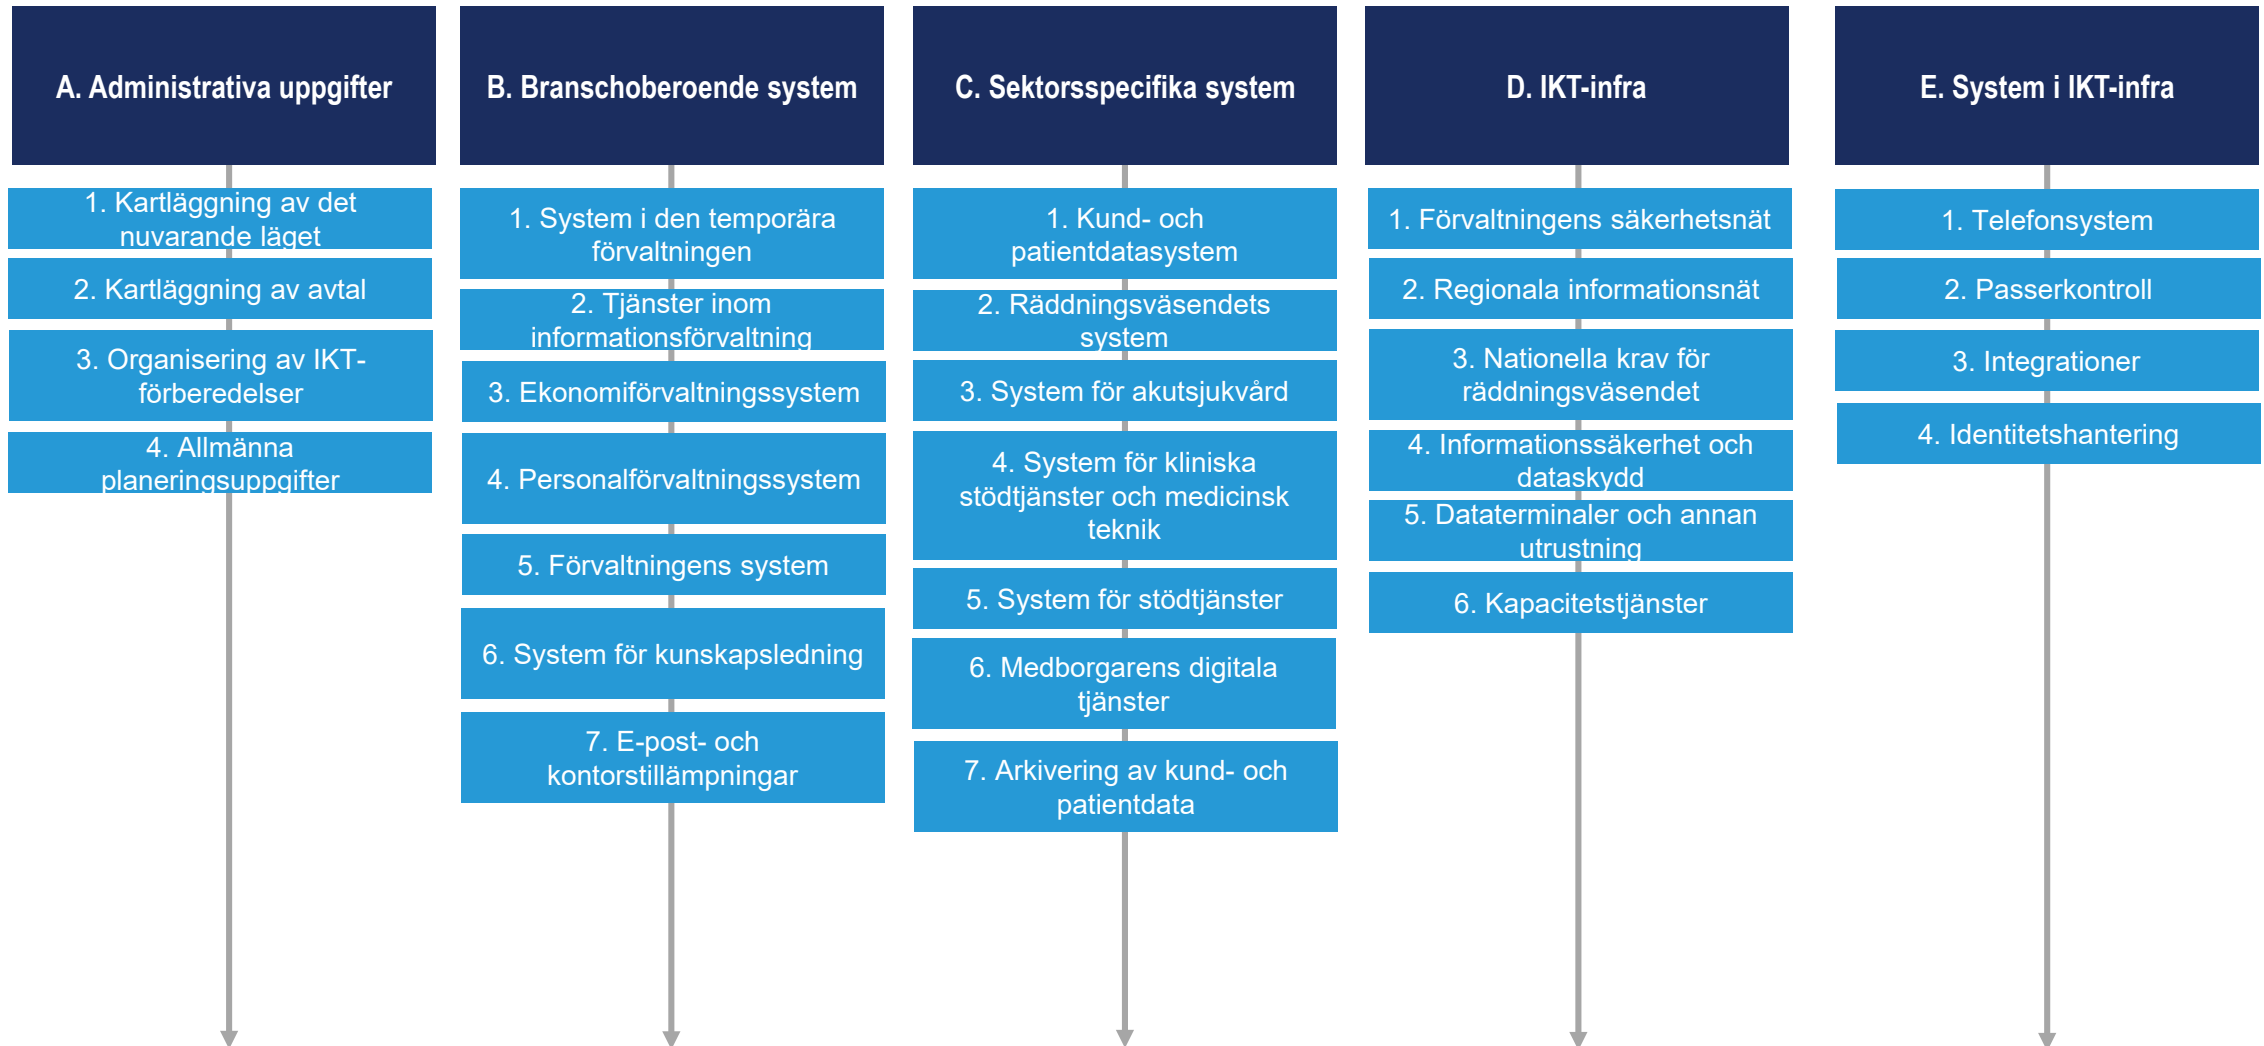 A. Administrativa uppgifter
1. Kartläggning av det
nuvarande läget
2. Kartläggning av avtal
3. Organisering av IKT-
förberedelser
4. Allmänna
planeringsuppgifter
B. Branschoberoende system
1. System i den temporära
förvaltningen
2. Tjänster inom
informationsförvaltning
3. Ekonomiförvaltningssystem
4. Personalförvaltningssystem
5. Förvaltningens system
6. System för kunskapsledning
7. E-post- och
kontorstillämpningar
C. Sektorsspecifika system
1. Kund- och
patientdatasystem
2. Räddningsväsendets
system
3. System för akutsjukvård
4. System för kliniska
stödtjänster och medicinsk
teknik
5. System för stödtjänster
6. Medborgarens digitala
tjänster
7. Arkivering av kund- och
patientdata
D. IKT-infra
1. Förvaltningens säkerhetsnät
2. Regionala informationsnät
3. Nationella krav för
räddningsväsendet
4. Informationssäkerhet och
dataskydd
5. Dataterminaler och annan
utrustning
6. Kapacitetstjänster
E. System i IKT-infra
1. Telefonsystem
2. Passerkontroll
3. Integrationer
4. Identitetshantering